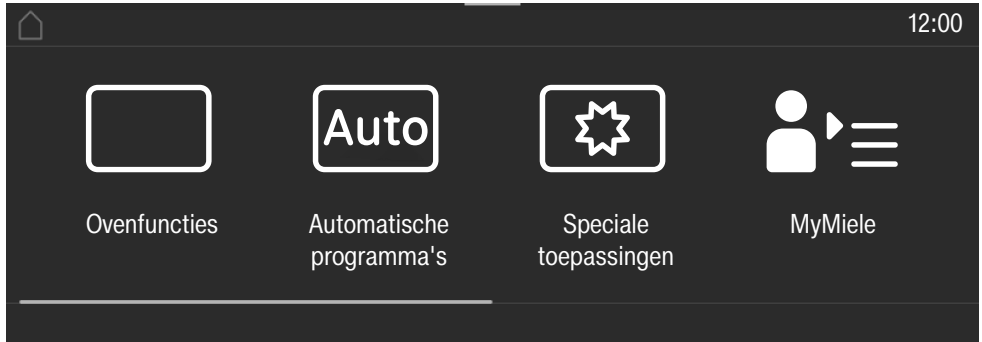 12:00
Auto
Ovenfuncties
Automatische
programma's
Speciale
toepassingen
MyMiele